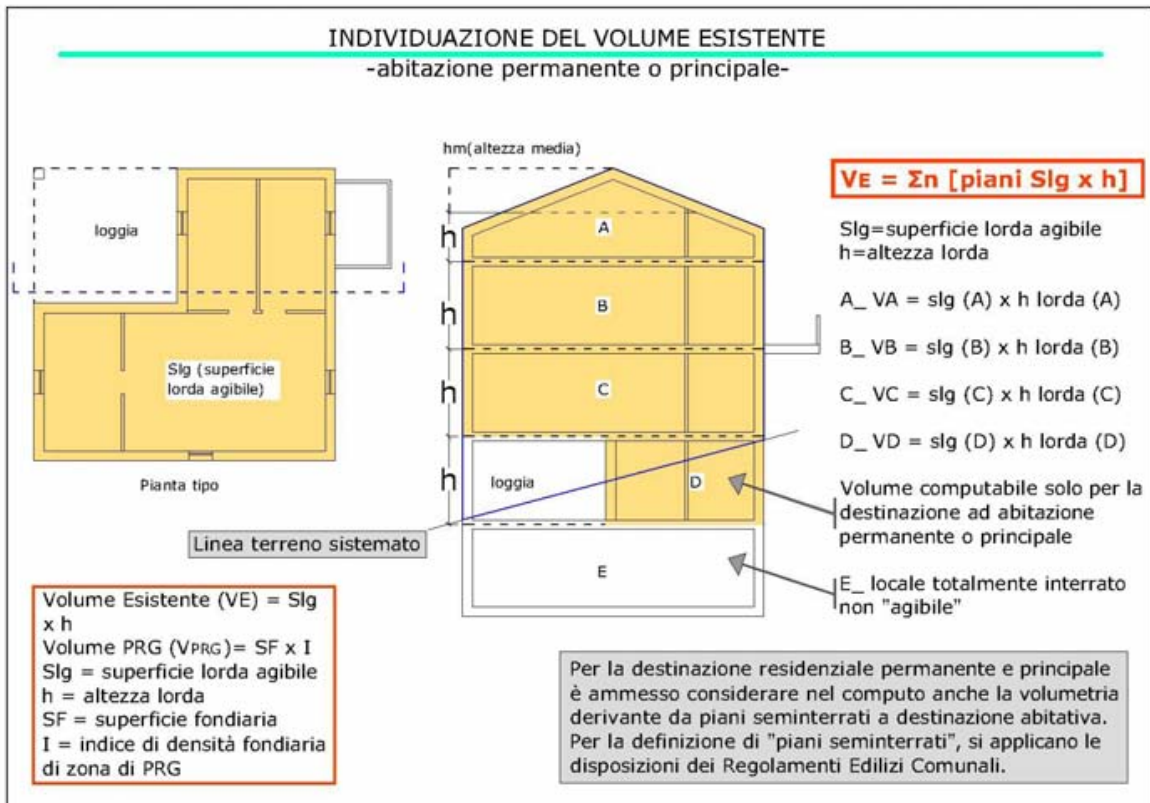 INDIVIDUAZIONE DEL VOLUME ESISTENTE
-abitazione permanente o principale-
loggia
Slg (superficie
lorda agibile)
Pianta tipo
hm(altezza media)
h
A
h
B
h
C
h
loggia
D
E
Linea terreno sistemato
VE = Σn [piani Slg x h]
Slg=superficie lorda agibile
h=altezza lorda
A_ VA = slg (A) x h lorda (A)
B_ VB = slg (B) x h lorda (B)
C_ VC = slg (C) x h lorda (C)
D_ VD = slg (D) x h lorda (D)
Volume computabile solo per la
destinazione ad abitazione
permanente o principale
E_ locale totalmente interrato
non "agibile"
Volume Esistente (VE) = Slg
x h
Volume PRG (VPRG)= SF x I
Slg = superficie lorda agibile
h = altezza lorda
SF = superficie fondiaria
I = indice di densità fondiaria
di zona di PRG
Per la destinazione residenziale permanente e principale
è ammesso considerare nel computo anche la volumetria
derivante da piani seminterrati a destinazione abitativa.
Per la definizione di "piani seminterrati", si applicano le
disposizioni dei Regolamenti Edilizi Comunali.